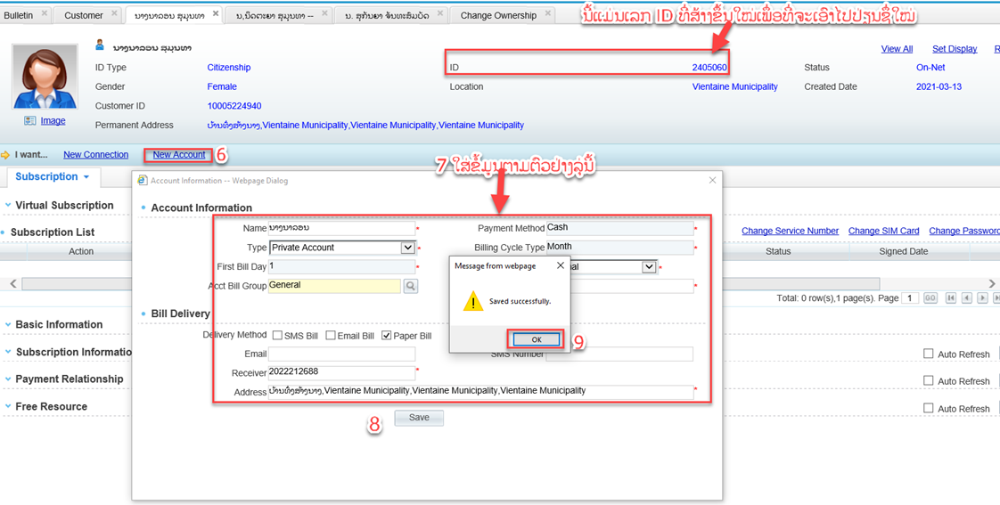 Bulletin
Customer
ນາງນາລອນ ສຸມຸນທາ
ນ,ນິດຕະຍາ ສຸມຸນທາ --
ນ. ສຸກັນຍາ ຈັນທະສົມບັດ
Change Ownership
ນີ້ແມ່ນເລກ ID ທີ່ສ້າງຂຶ້ນໃໝ່ເພື່ອທີ່ຈະເອົາໄປປ່ຽນຊື່ໃໝ່
ນາງນາລອນ ສຸມຸນທາ
View All
Set Display
ID Type
Citizenship
ID
2405060
Status
On-Net
Gender
Female
Location
Vientaine Municipality
Created Date
2021-03-13
Customer ID
10005224940
Image
Permanent Address
ບ້ານທົ່ງສ້າງນາງ,Vientaine Municipality,Vientaine Municipality,Vientaine Municipality
I want...
New Connection
New Account
6
7 ໃສ່ຂໍ້ມູນຕາມຕົວຢ່າງລຸ່ມນີ້
Subscription
Account Information -- Webpage Dialog
Virtual Subscription
Account Information
Subscription List
Name
ນາງນາລອນ
*
Payment Method
Cash
*
Change Service Number
Change SIM Card
Change Password
Type
Private Account
*
Billing Cycle Type
Month
*
Action
Status
Signed Date
First Bill Day
1
*
Message from webpage
al
*
Acct Bill Group
General
*
Saved successfully.
Total: 0 row(s),1 page(s). Page
1
GO
Bill Delivery
Basic Information
Delivery Method
SMS Bill
Email Bill
Paper Bill
OK
9
Subscription Informatio
Email
SMS Number
Auto Refresh
Receiver
2022212688
*
Payment Relationship
Auto Refresh
Address
ບ້ານທົ່ງສ້າງນາງ,Vientaine Municipality,Vientaine Municipality,Vientaine Municipality
*
Free Resource
Auto Refresh
8
Save